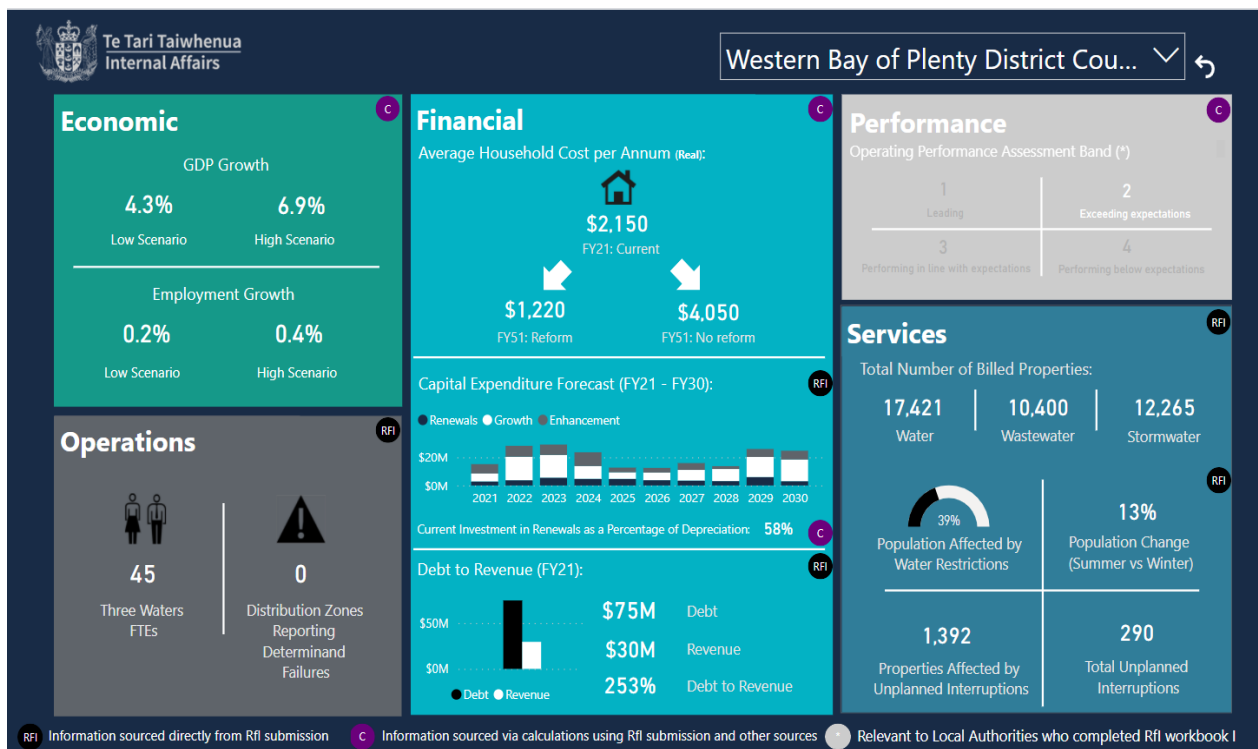 Te Tari Taiwhenua
Internal Affairs
Western Bay of Plenty District Cou...
Economic
C
GDP Growth
4.3%
6.9%
Low Scenario
High Scenario
Employment Growth
0.2%
0.4%
Low Scenario
High Scenario
Operations
RFI
45
0
Three Waters
FTEs
Distribution Zones
Reporting
Determinand
Failures
Financial
C
Average Household Cost per Annum (Real):
$2,150
FY21: Current
$1,220
$4,050
FY51: Reform
FY51: No reform
Capital Expenditure Forecast (FY21 - FY30):
RFI
Renewals Growth Enhancement
$20M
$0M
2021 2022 2023 2024 2025 2026 2027 2028 2029 2030
Current Investment in Renewals as a Percentage of Depreciation: 58%
C
Debt to Revenue (FY21):
RFI
$50M
$0M
Debt Revenue
$75M Debt
$30M Revenue
253% Debt to Revenue
Performance
C
Operating Performance Assessment Band (*)
1
Leading
2
Exceeding expectations
3
Performing in line with expectations
4
Performing below expectations
Services
RFI
Total Number of Billed Properties:
17,421
10,400
12,265
Water
Wastewater
Stormwater
RFI
39%
Population Affected by
Water Restrictions
13%
Population Change
(Summer vs Winter)
1,392
Properties Affected by
Unplanned Interruptions
290
Total Unplanned
Interruptions
RFI Information sourced directly from RfI submission
C Information sourced via calculations using RfI submission and other sources
* Relevant to Local Authorities who completed RfI workbook I